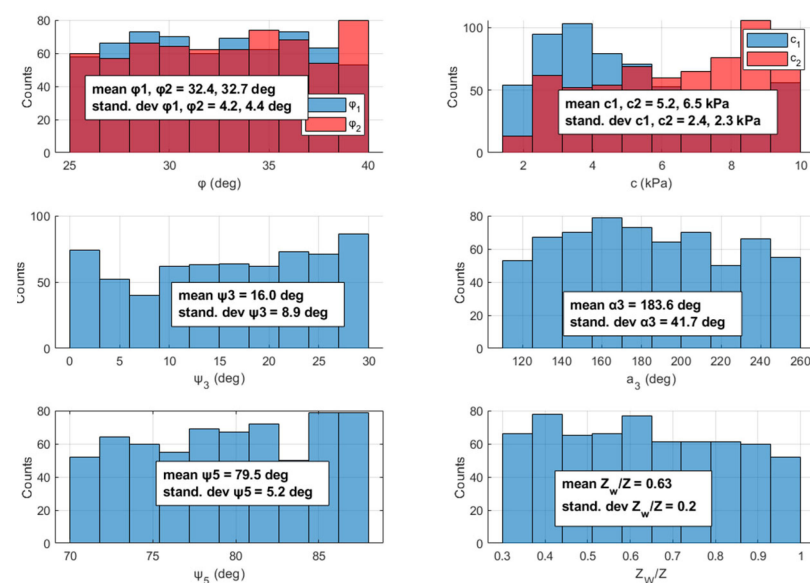 80
60
40
20
0
Counts
mean φ1, φ2 = 32.4, 32.7 deg
stand. dev φ1, φ2 = 4.2, 4.4 deg
φ1
φ2
25 30 35 40
φ (deg)
100
50
0
Counts
c1
c2
mean c1, c2 = 5.2, 6.5 kPa
stand. dev c1, c2 = 2.4, 2.3 kPa
2 4 6 8 10
c (kPa)
100
50
0
Counts
mean ψ3 = 16.0 deg
stand. dev ψ3 = 8.9 deg
0 5 10 15 20 25 30
ψ3 (deg)
80
60
40
20
0
Counts
mean α3 = 183.6 deg
stand. dev α3 = 41.7 deg
120 140 160 180 200 220 240 260
a3 (deg)
80
60
40
20
0
Counts
mean ψ5 = 79.5 deg
stand. dev ψ5 = 5.2 deg
70 75 80 85
ψ5 (deg)
80
60
40
20
0
Counts
mean Zw/Z = 0.63
stand. dev Zw/Z = 0.2
0.3 0.4 0.5 0.6 0.7 0.8 0.9 1
Zw/Z